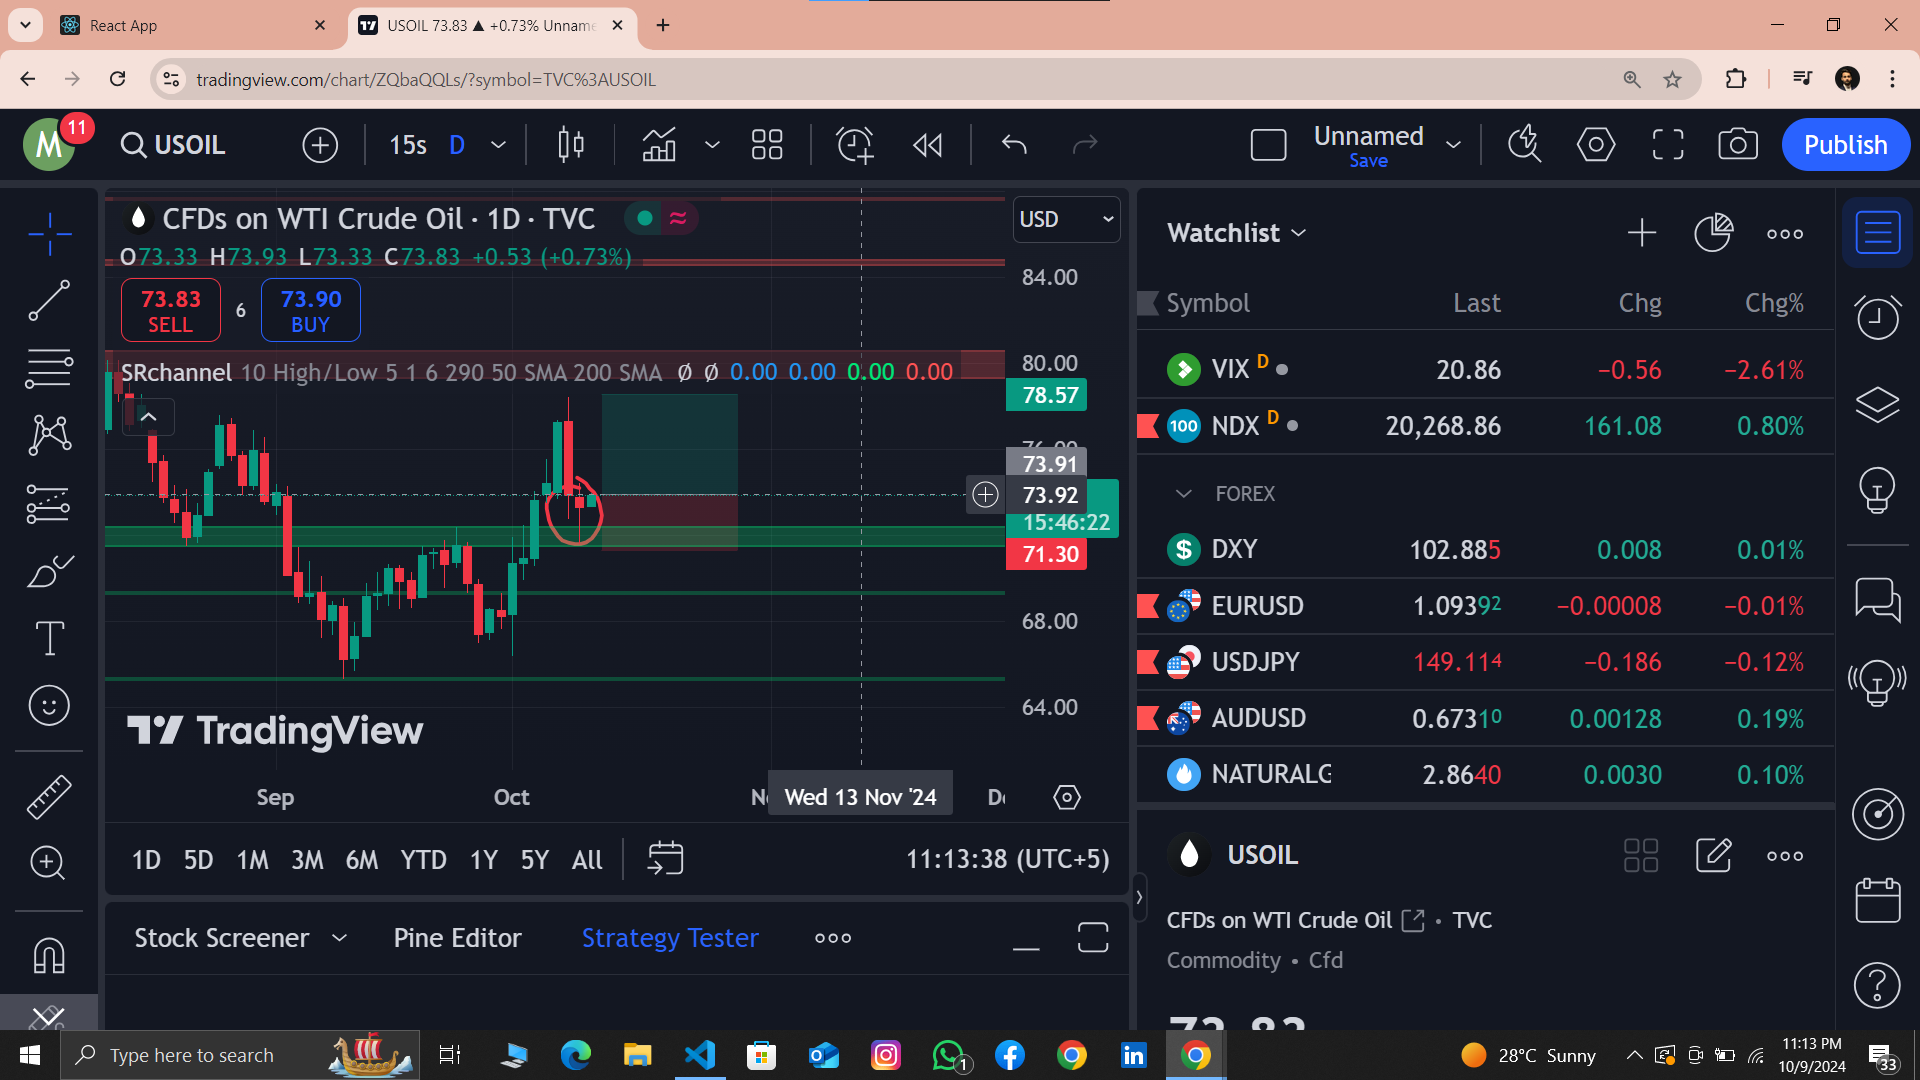 React App
USOIL 73.83 ▲ +0.73% Unname
tradingview.com/chart/ZQbaQQLs/?symbol=TVC%3AUSOIL
M 11 USOIL 15s D Unnamed Save Publish
CFDs on WTI Crude Oil · 1D · TVC
O73.33 H73.93 L73.33 C73.83 +0.53 (+0.73%)
73.83 SELL 6 73.90 BUY
SRchannel 10 High/Low 5 1 6 290 50 SMA 200 SMA Ø Ø 0.00 0.00 0.00 0.00
USD
84.00
80.00
78.57
76.00
73.91
73.92
15:46:22
71.30
68.00
64.00
TradingView
Sep Oct Wed 13 Nov '24
1D 5D 1M 3M 6M YTD 1Y 5Y All 11:13:38 (UTC+5)
Stock Screener Pine Editor Strategy Tester
Watchlist
Symbol Last Chg Chg%
VIX D 20.86 −0.56 −2.61%
100 NDX D 20,268.86 161.08 0.80%
FOREX
$ DXY 102.885 0.008 0.01%
EURUSD 1.09392 −0.00008 −0.01%
USDJPY 149.114 −0.186 −0.12%
AUDUSD 0.67310 0.00128 0.19%
NATURALG 2.8640 0.0030 0.10%
USOIL
CFDs on WTI Crude Oil • TVC
Commodity • Cfd
73.83
Type here to search
1
28°C Sunny
11:13 PM
10/9/2024
33